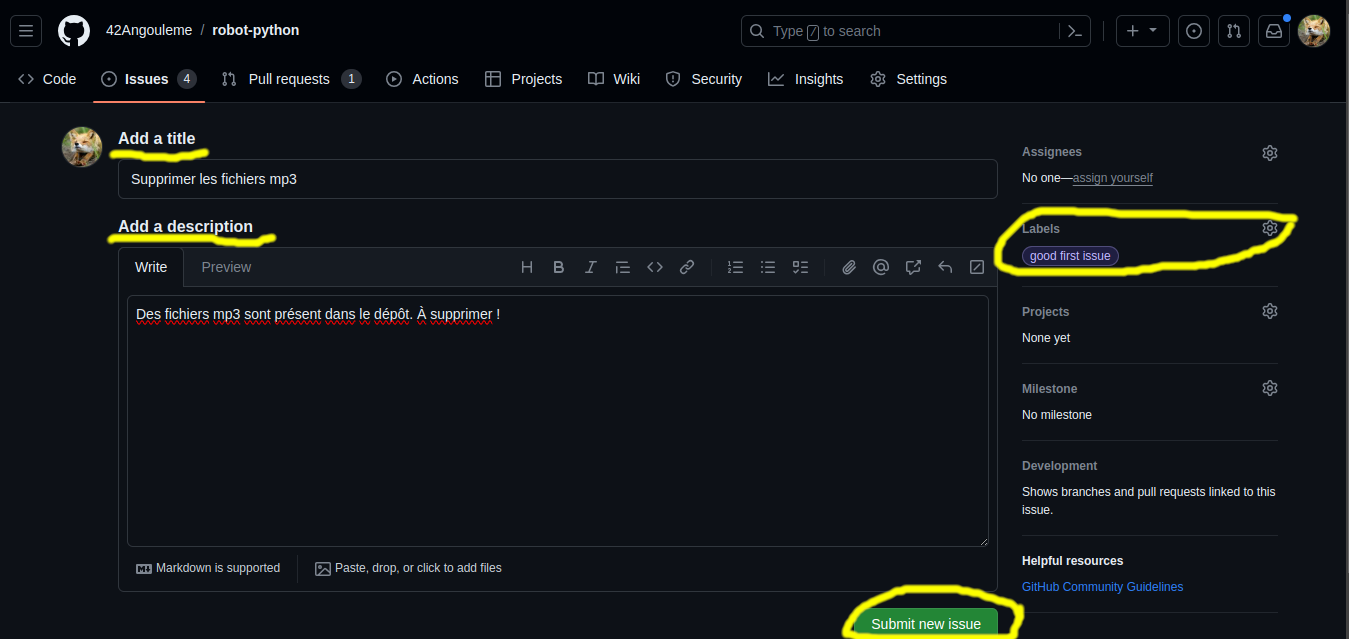 42Angouleme / robot-python
Type / to search
Code
Issues 4
Pull requests 1
Actions
Projects
Wiki
Security
Insights
Settings
Add a title
Supprimer les fichiers mp3
Add a description
Write
Preview
H B I
Des fichiers mp3 sont présent dans le dépôt. À supprimer !
Markdown is supported
Paste, drop, or click to add files
Submit new issue
Assignees
No one—assign yourself
Labels
good first issue
Projects
None yet
Milestone
No milestone
Development
Shows branches and pull requests linked to this
issue.
Helpful resources
GitHub Community Guidelines